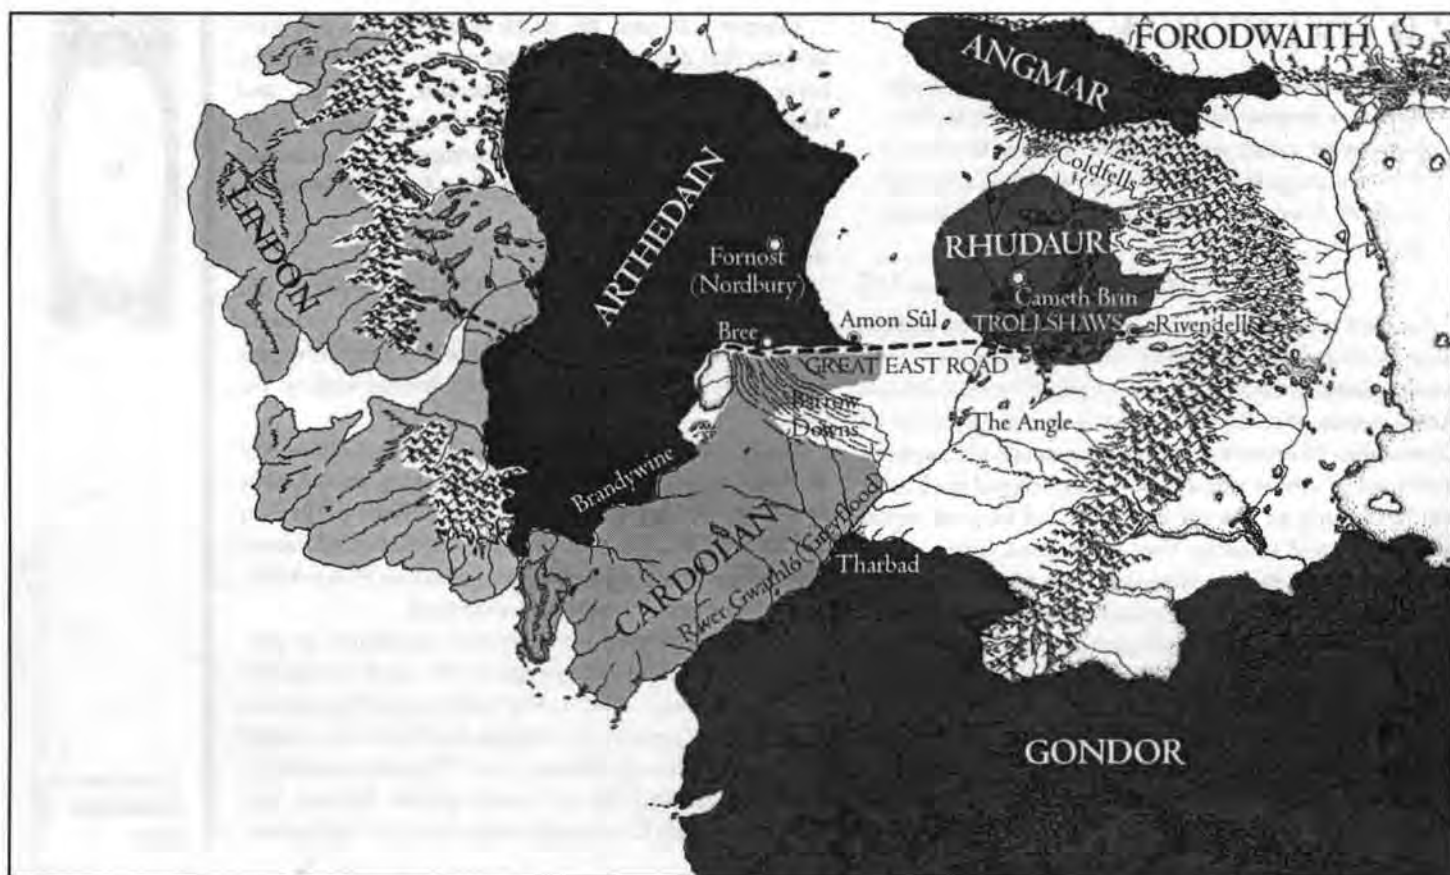 FORODWAITH
ANGMAR
Coldfells
LINDON
ARTHEDAIN
RHUDAUR
Fornost
(Nordbury)
Cameth Brin
Bree
Amon Sûl
TROLLSHAWS
Rivendell
GREAT EAST ROAD
Barrow
Downs
The Angle
Brandywine
CARDOLAN
River Gwathló (Greyflood)
Tharbad
GONDOR